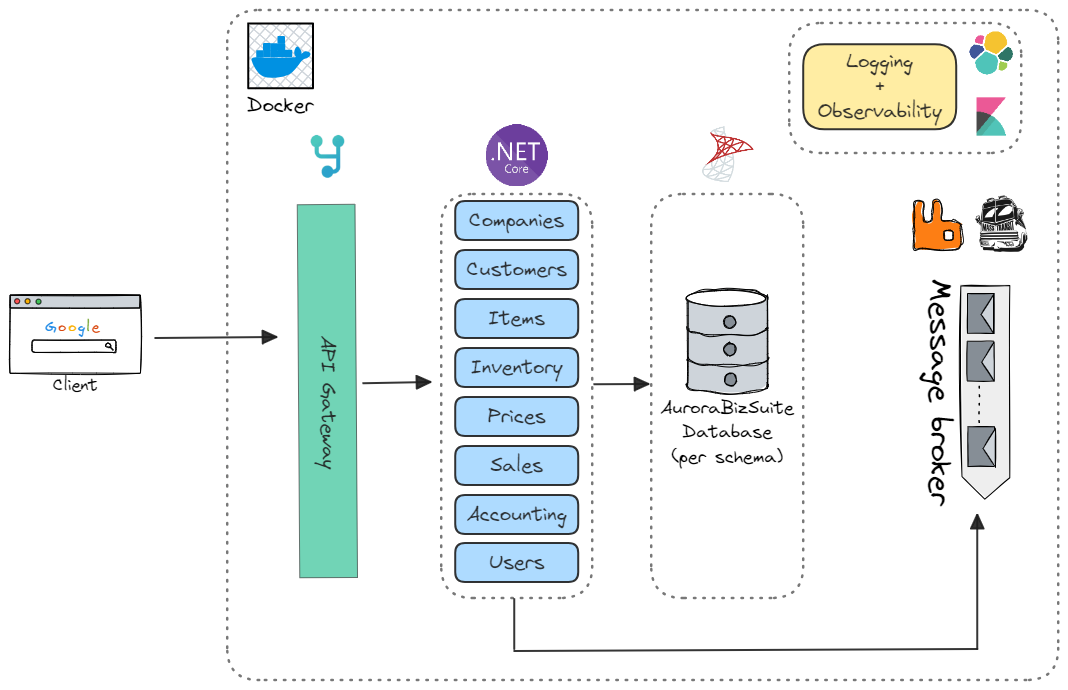 Docker
Logging
+
Observability
.NET
Core
MASS TRANSIT
Companies
Customers
Items
Inventory
Prices
Sales
Accounting
Users
Google
Client
API Gateway
AuroraBizSuite
Database
(per schema)
Message broker